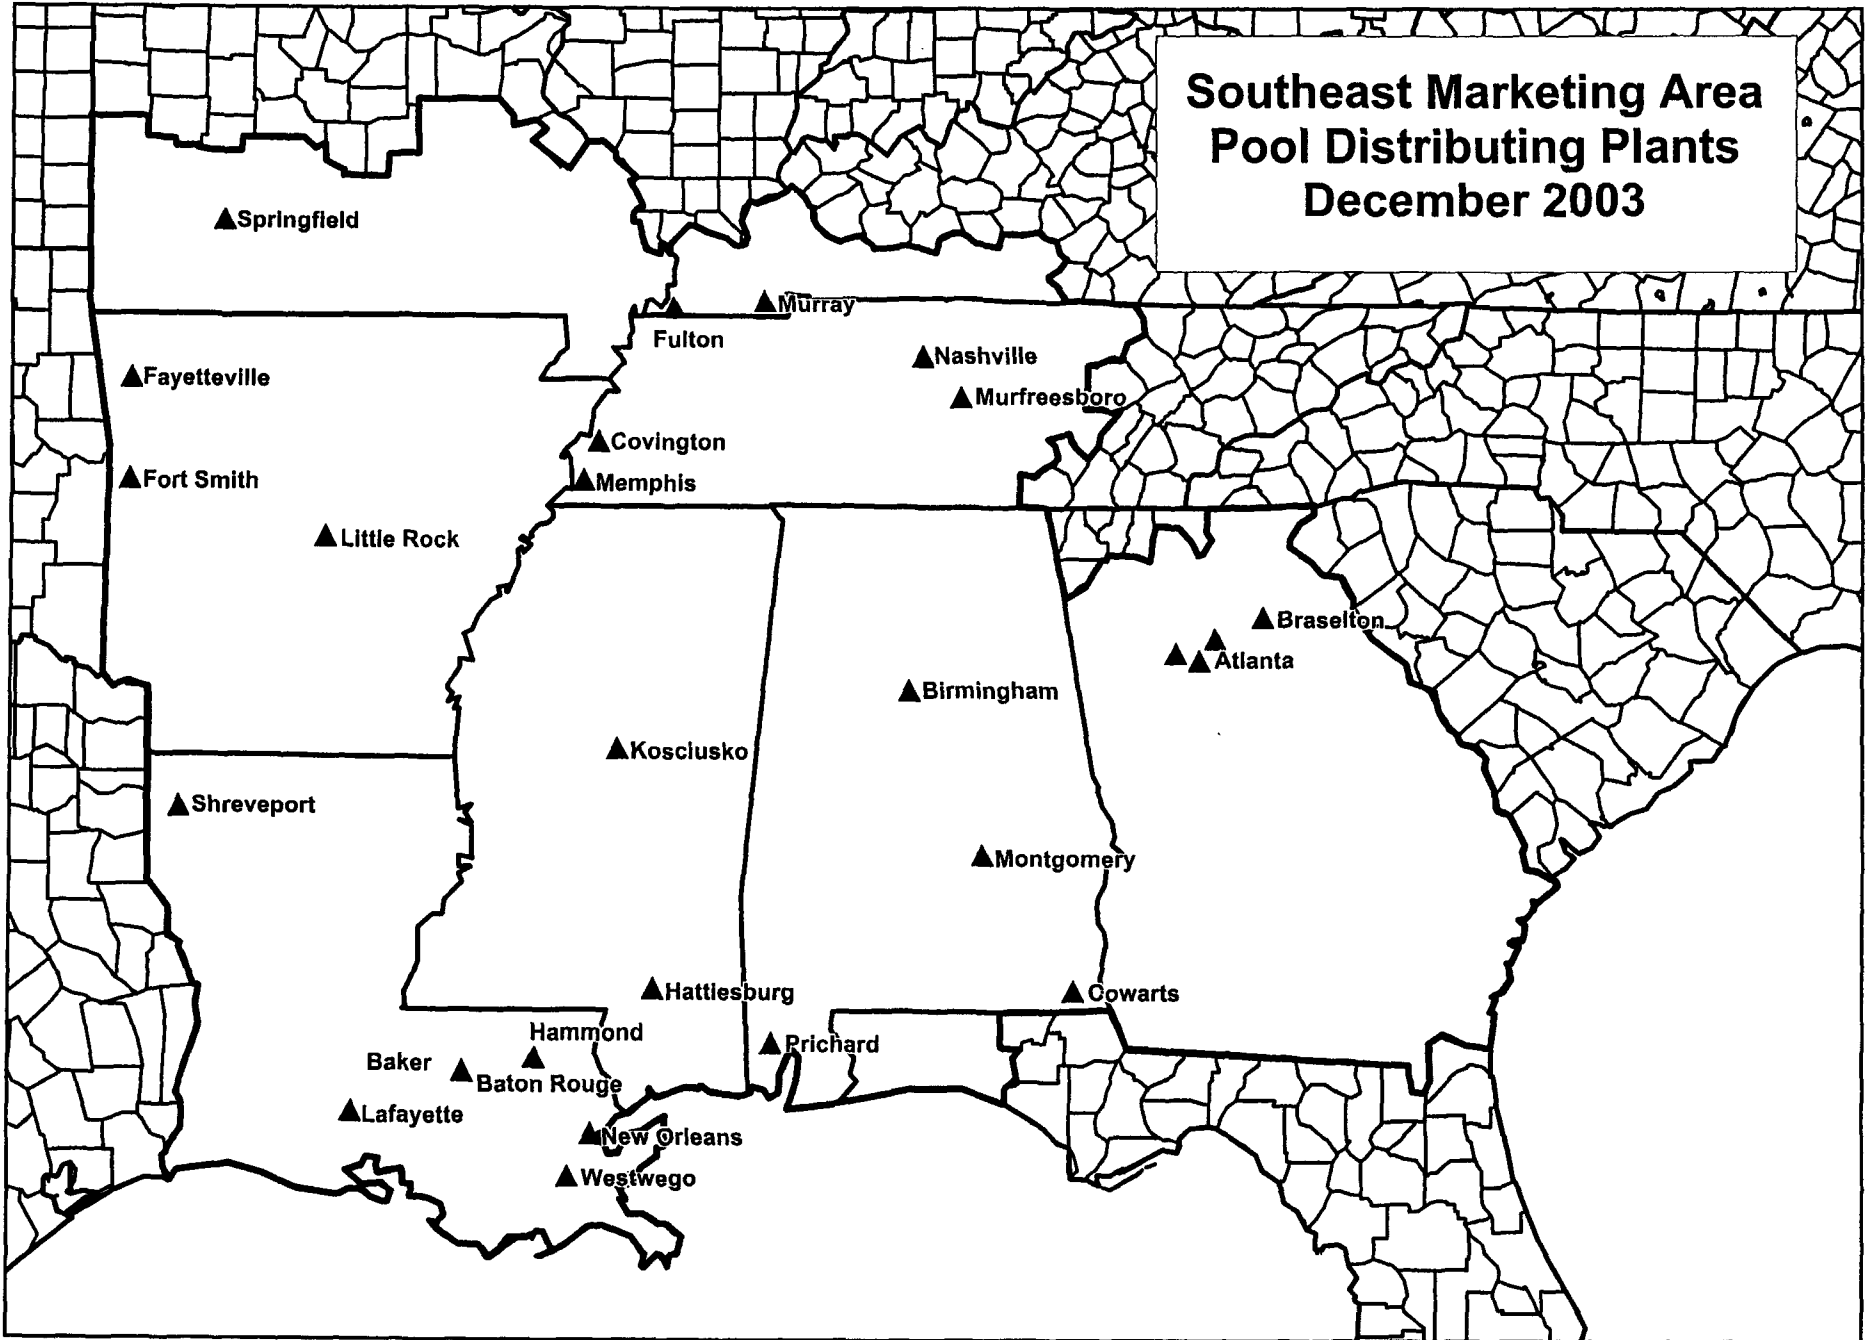 Southeast Marketing Area
Pool Distributing Plants
December 2003
Springfield
Murray
Fulton
Nashville
Fayetteville
Murfreesboro
Covington
Fort Smith
Memphis
Little Rock
Braselton
Atlanta
Birmingham
Kosciusko
Shreveport
Montgomery
Hattiesburg
Cowarts
Hammond
Prichard
Baker
Baton Rouge
Lafayette
New Orleans
Westwego